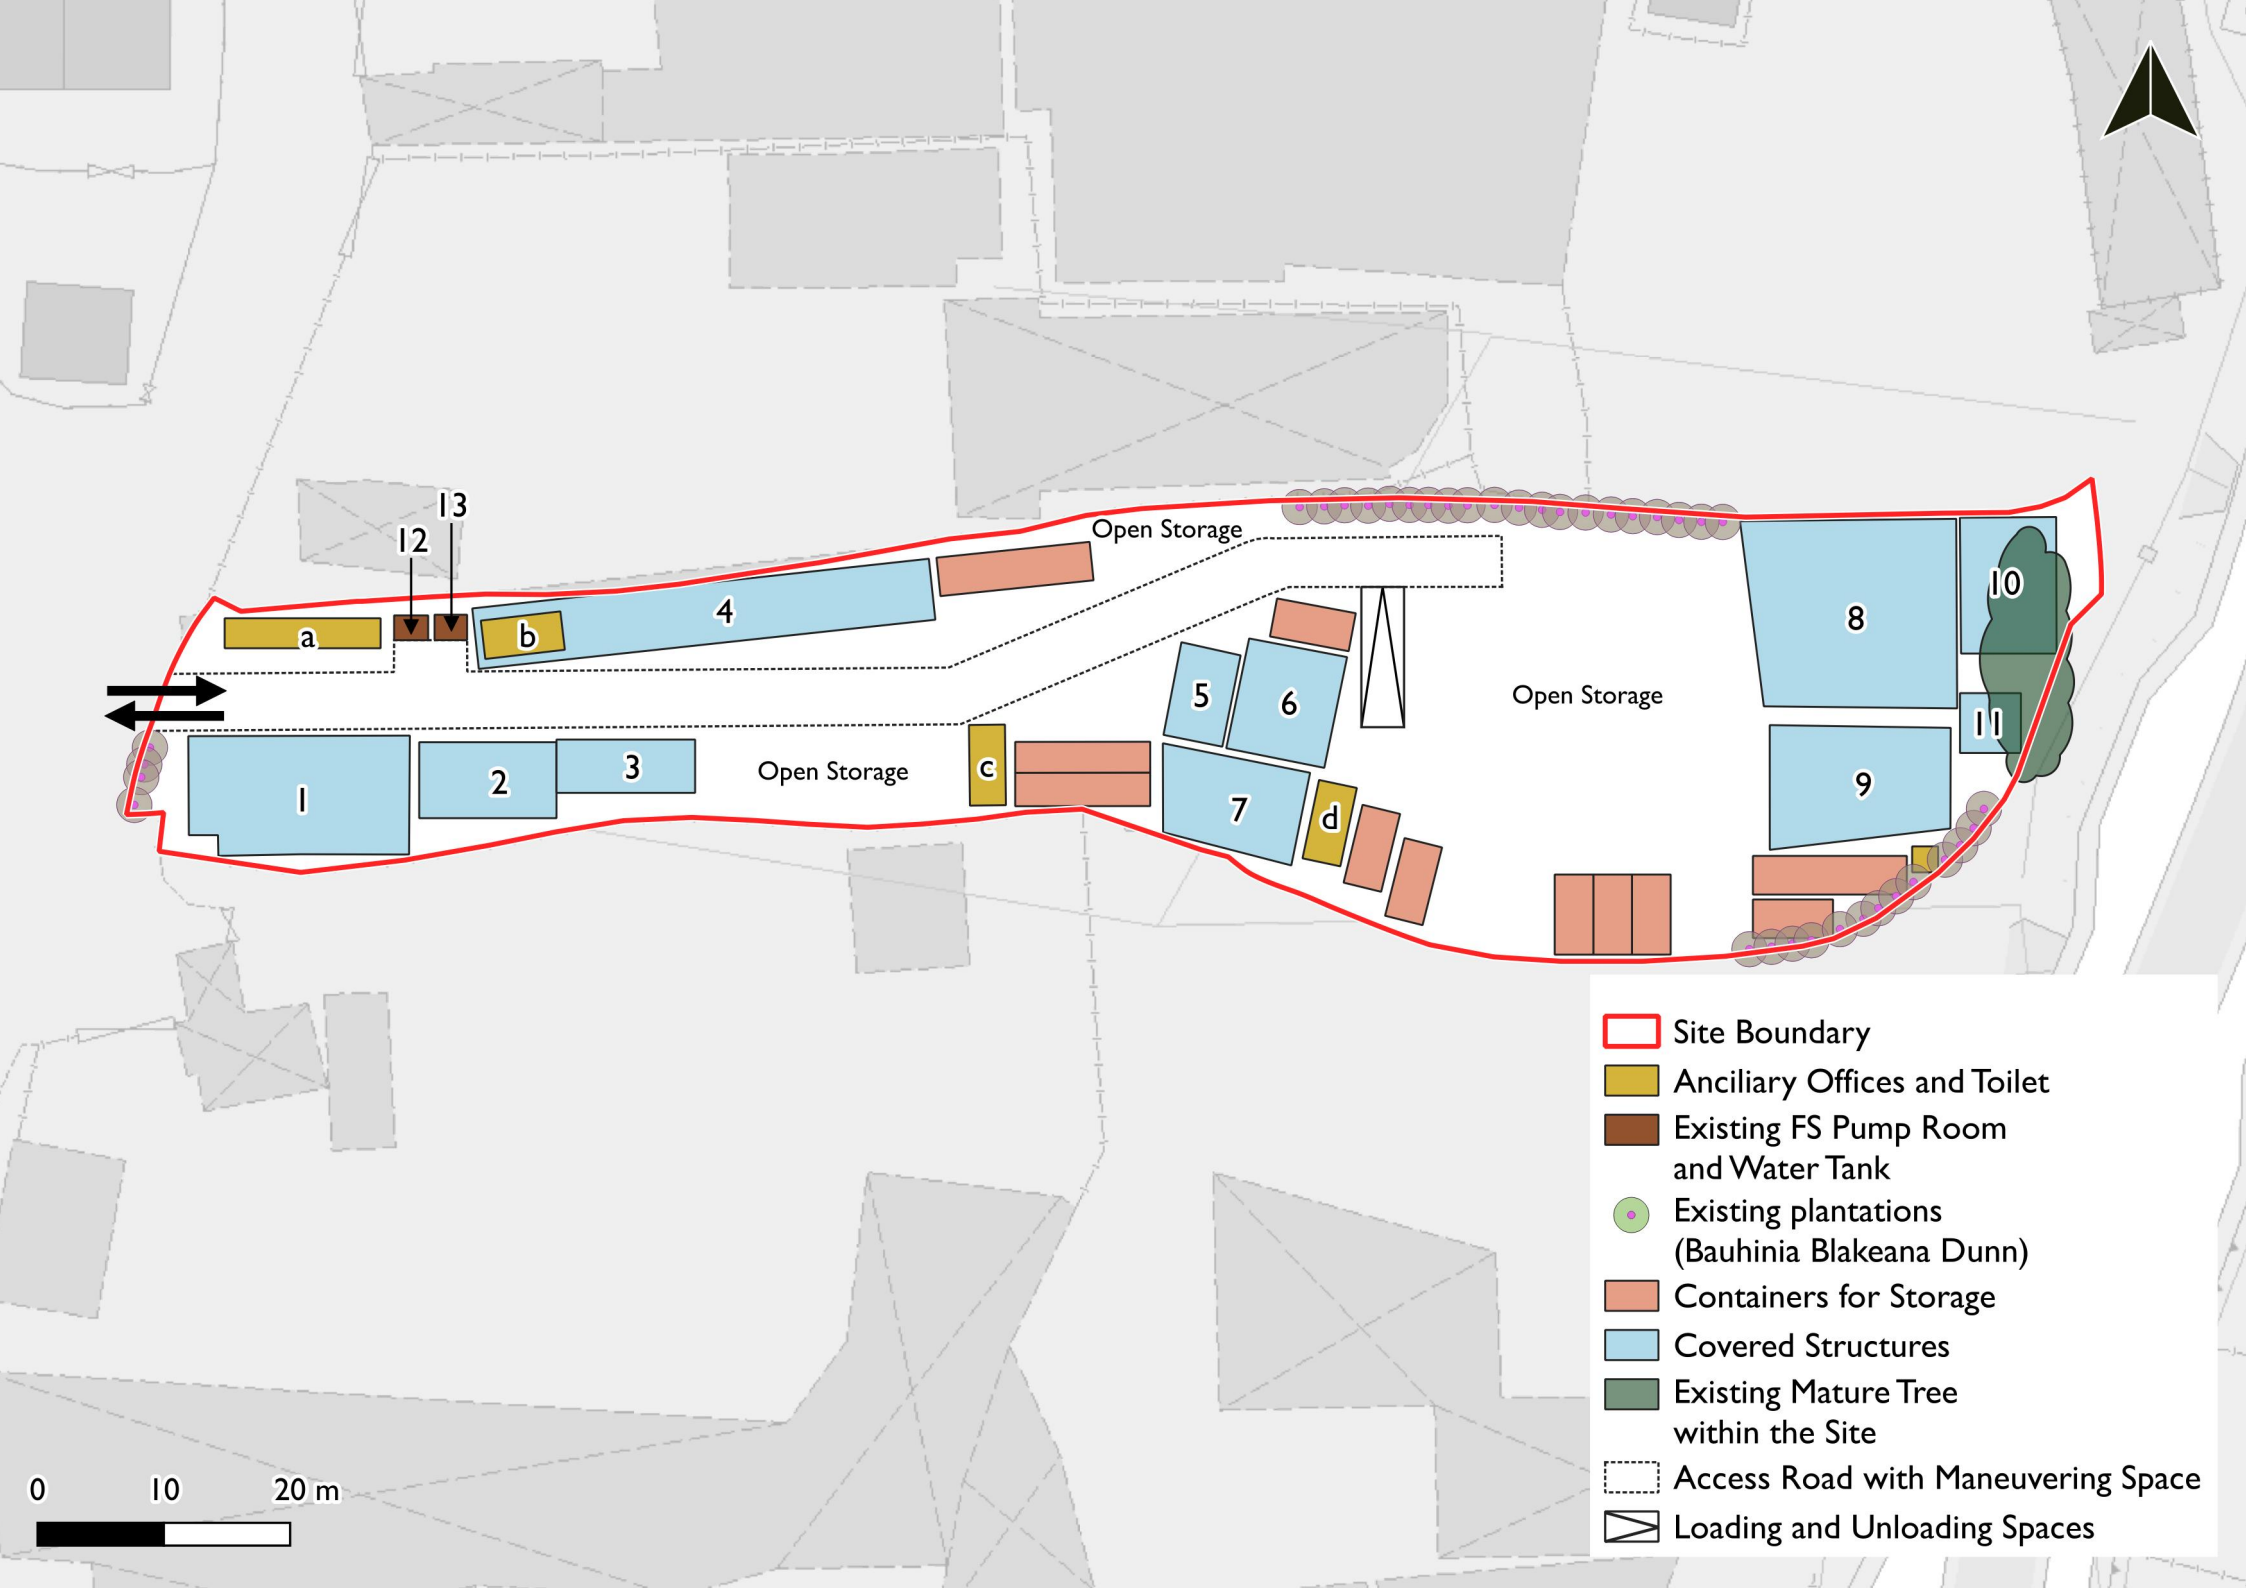 13
12
Open Storage
4
a
b
10
8
5
6
Open Storage
11
1
2
3
Open Storage
c
7
d
9
Site Boundary
Anciliary Offices and Toilet
Existing FS Pump Room
and Water Tank
Existing plantations
(Bauhinia Blakeana Dunn)
Containers for Storage
Covered Structures
Existing Mature Tree
within the Site
Access Road with Maneuvering Space
Loading and Unloading Spaces
0 10 20 m